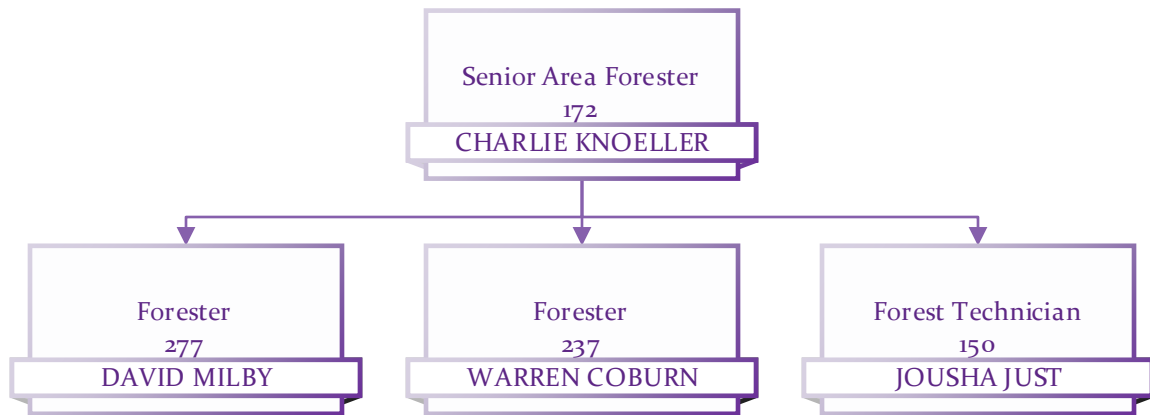 Senior Area Forester
172
CHARLIE KNOELLER
Forester
277
DAVID MILBY
Forester
237
WARREN COBURN
Forest Technician
150
JOUSHA JUST